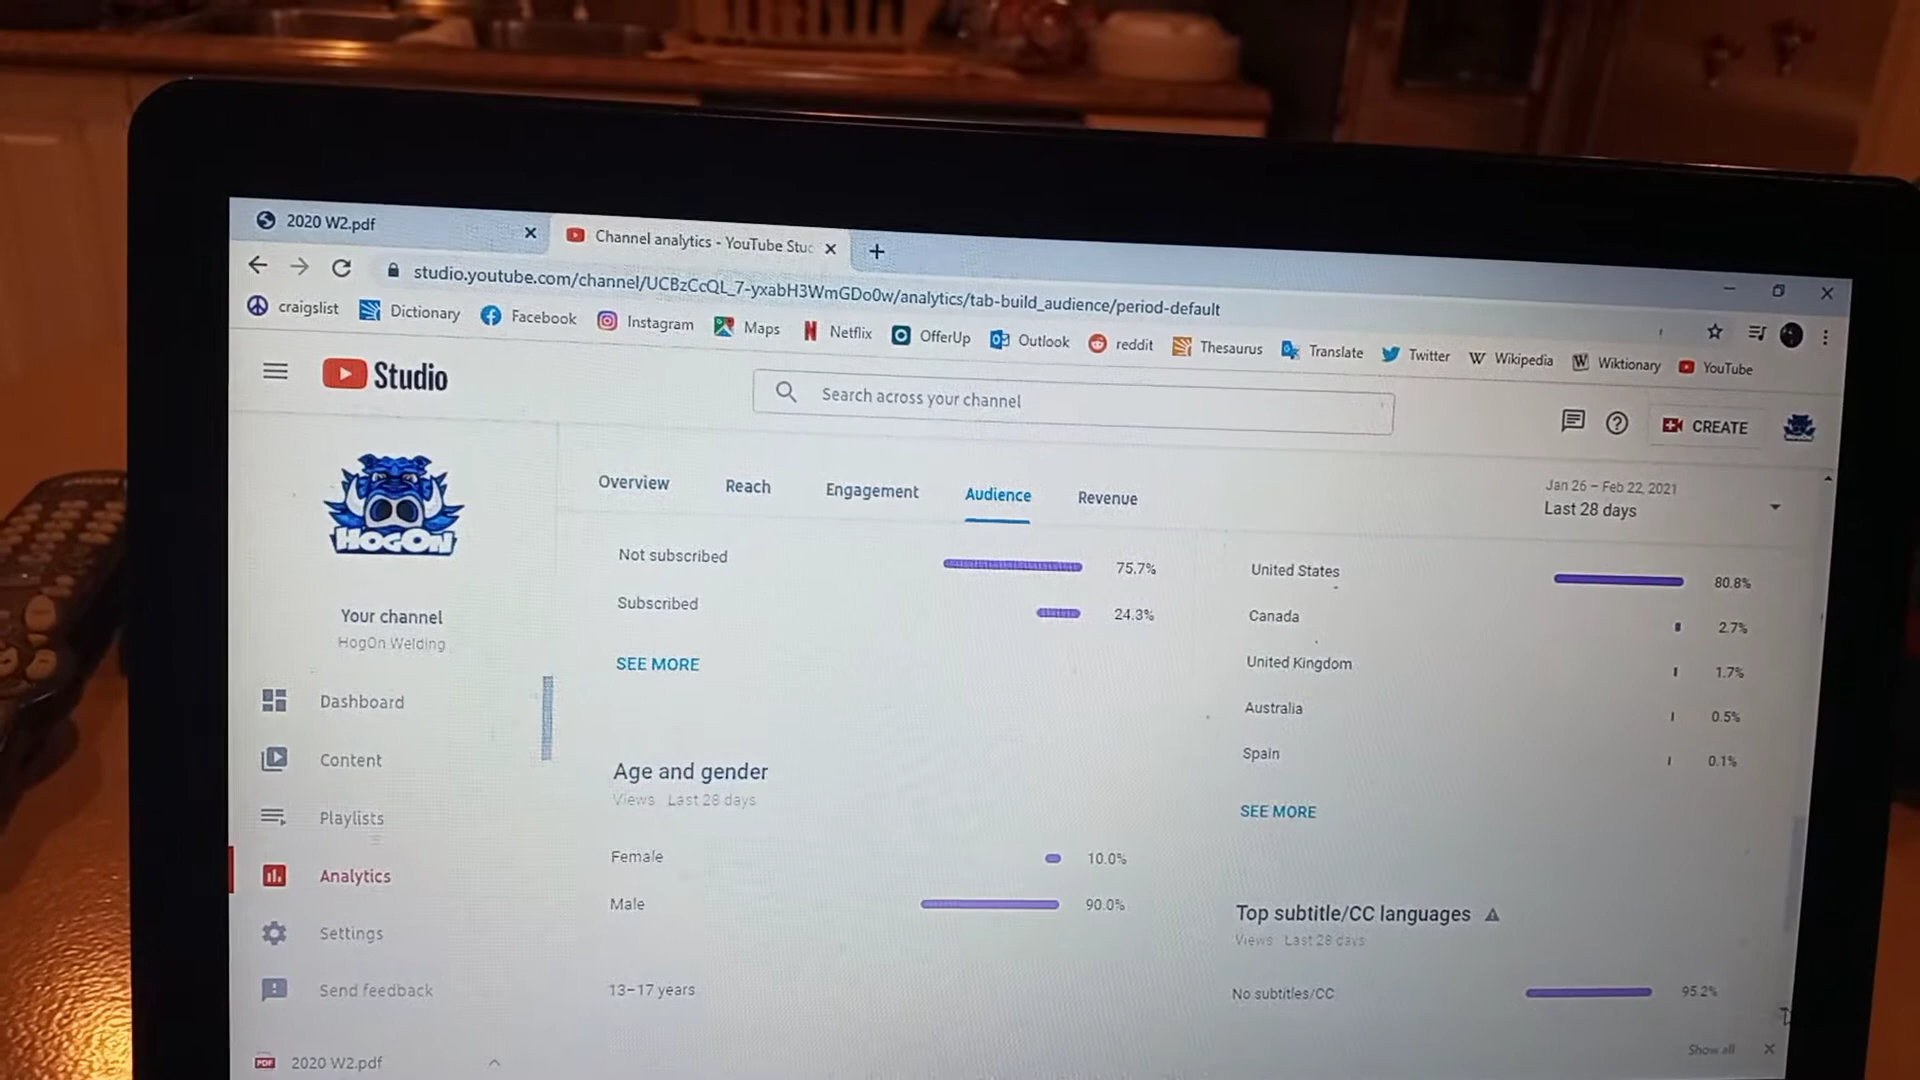 2020 W2.pdf
Channel analytics - YouTube Stuc
studio.youtube.com/channel/UCBzCcQL_7-yxabH3WmGDo0w/analytics/tab-build_audience/period-default
craigslist Dictionary Facebook Instagram Maps Netflix OfferUp Outlook reddit Thesaurus Translate Twitter Wikipedia Wiktionary YouTube
Studio
Search across your channel
CREATE
HOGON
Your channel
HogOn Welding
Dashboard
Content
Playlists
Analytics
Settings
Send feedback
Overview Reach Engagement Audience Revenue
Jan 26 – Feb 22, 2021
Last 28 days
Not subscribed 75.7%
Subscribed 24.3%
SEE MORE
Age and gender
Views Last 28 days
Female 10.0%
Male 90.0%
13–17 years
United States 80.8%
Canada 2.7%
United Kingdom 1.7%
Australia 0.5%
Spain 0.1%
SEE MORE
Top subtitle/CC languages
Views Last 28 days
No subtitles/CC 95.2%
PDF 2020 W2.pdf
Show all